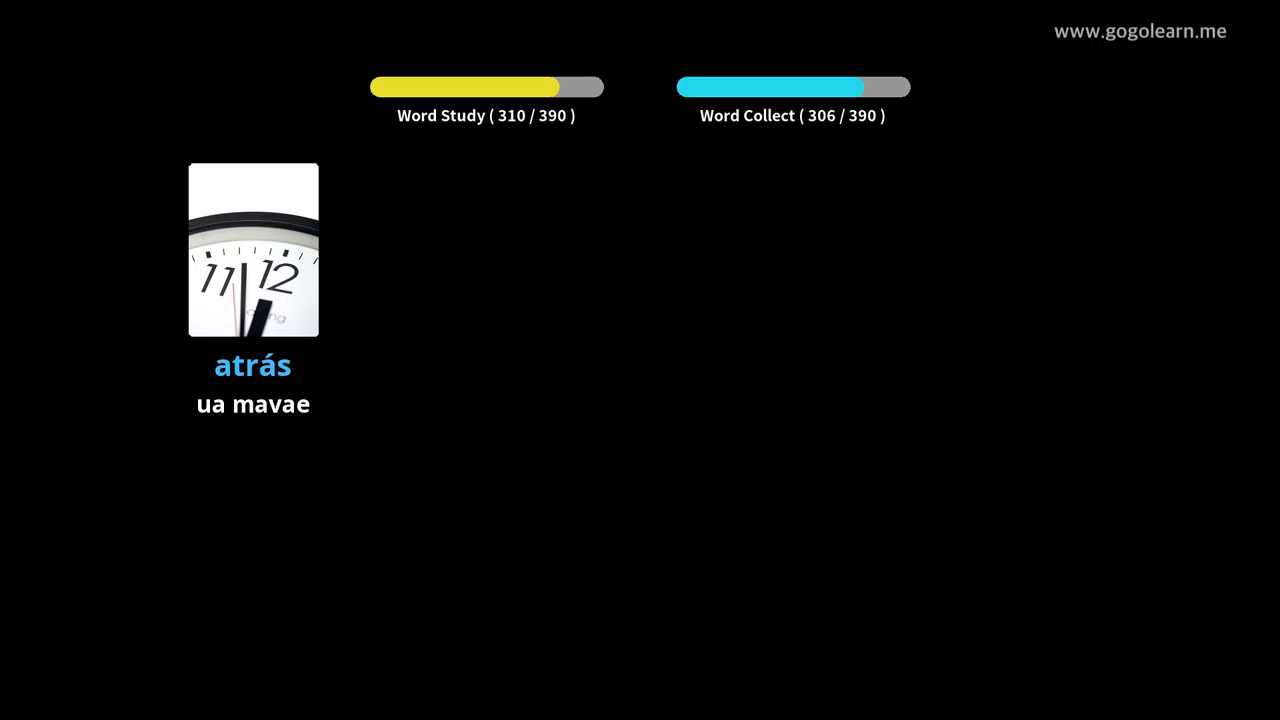 www.gogolearn.me
Word Study ( 310 / 390 )
Word Collect ( 306 / 390 )
11 12
atrás
ua mavae